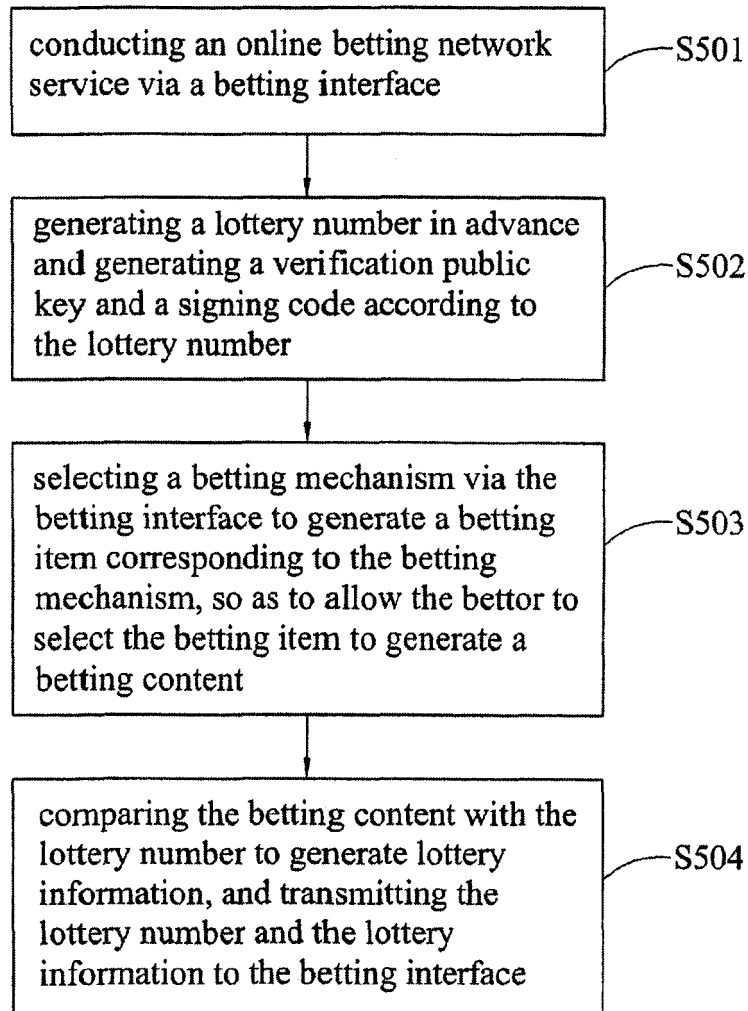 conducting an online betting network
service via a betting interface
S501
generating a lottery number in advance
and generating a verification public
key and a signing code according to
the lottery number
S502
selecting a betting mechanism via the
betting interface to generate a betting
item corresponding to the betting
mechanism, so as to allow the bettor to
select the betting item to generate a
betting content
S503
comparing the betting content with the
lottery number to generate lottery
information, and transmitting the
lottery number and the lottery
information to the betting interface
S504